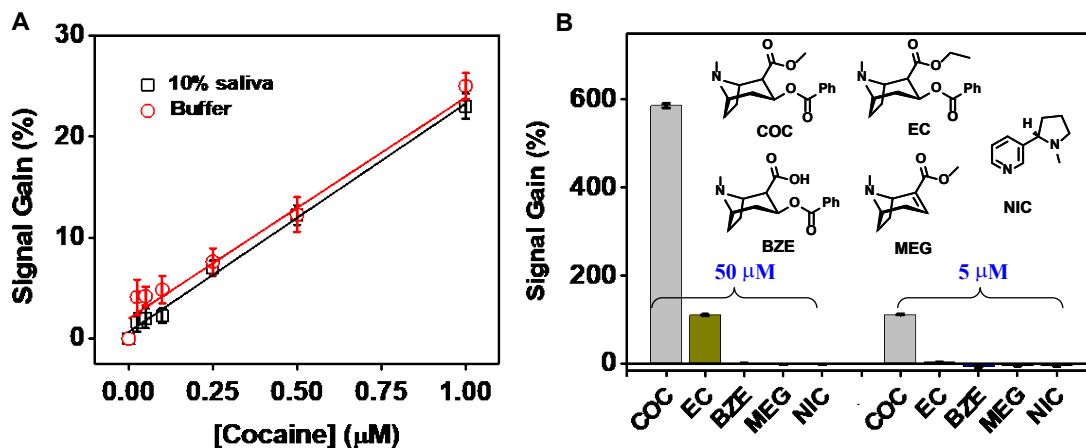 A
Signal Gain (%)
30
20
10
0
10% saliva
Buffer
0.00 0.25 0.50 0.75 1.00
[Cocaine] (μM)
B
Signal Gain (%)
600
400
200
0
N
O
O
O
Ph
O
COC
N
O
O
O
Ph
O
EC
N
O
OH
O
Ph
O
BZE
N
O
O
MEG
H
N
N
NIC
50 μM
5 μM
COC EC BZE MEG NIC COC EC BZE MEG NIC